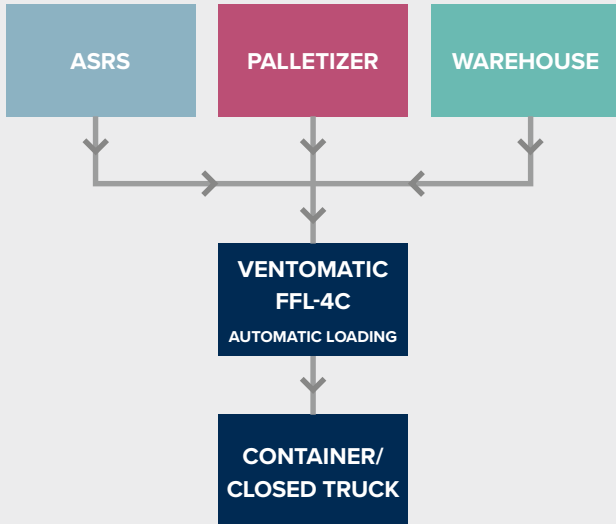 ASRS
PALLETIZER
WAREHOUSE
VENTOMATIC
FFL-4C
AUTOMATIC LOADING
CONTAINER/
CLOSED TRUCK